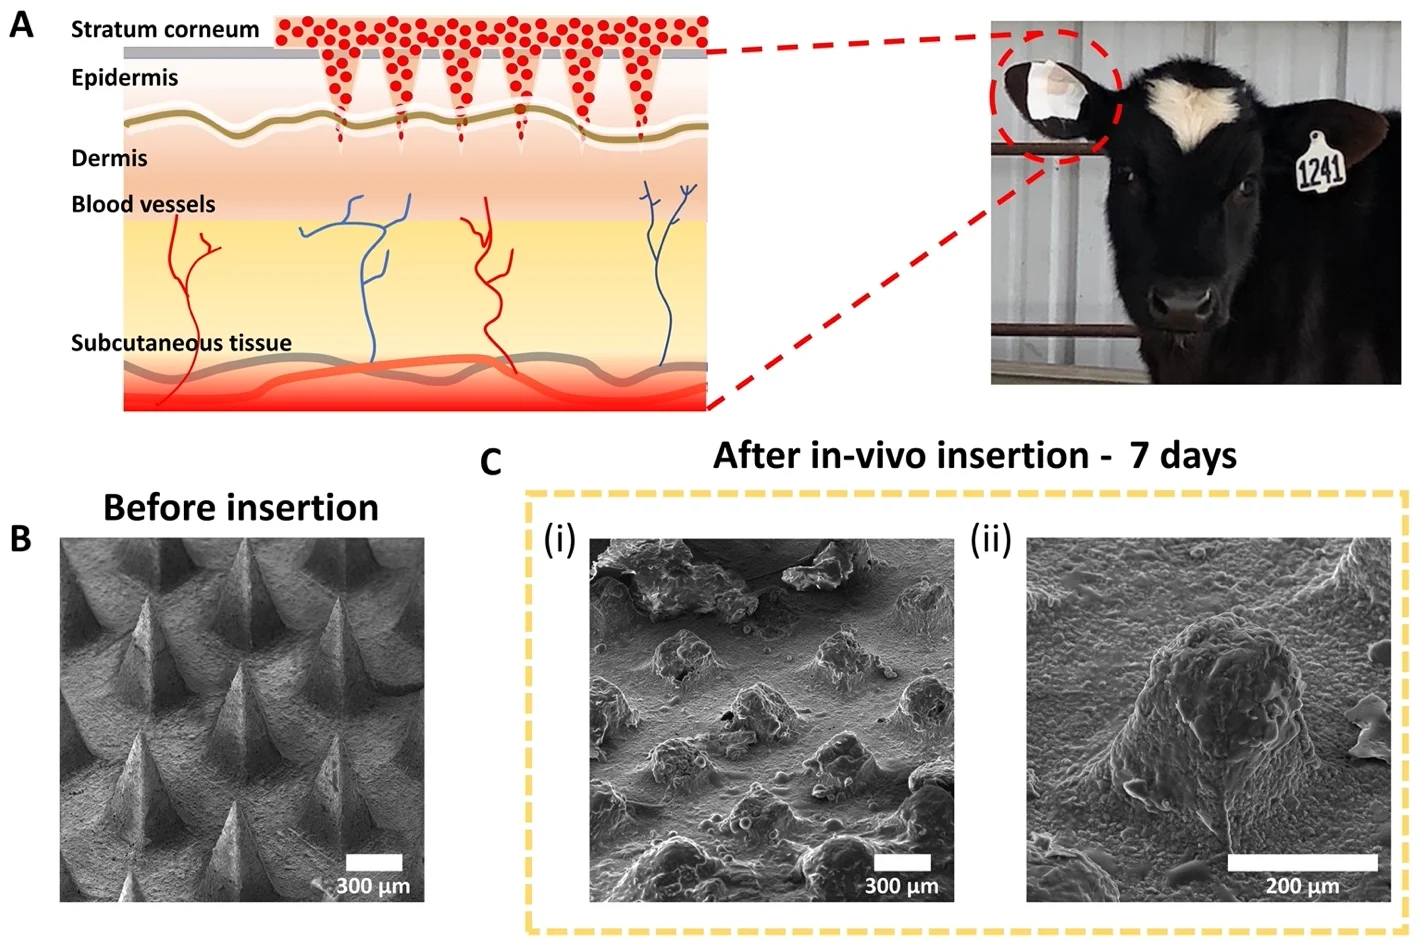 A
Stratum corneum
Epidermis
Dermis
Blood vessels
Subcutaneous tissue
1241
B
Before insertion
300 µm
C
After in-vivo insertion - 7 days
(i)
300 µm
(ii)
200 µm